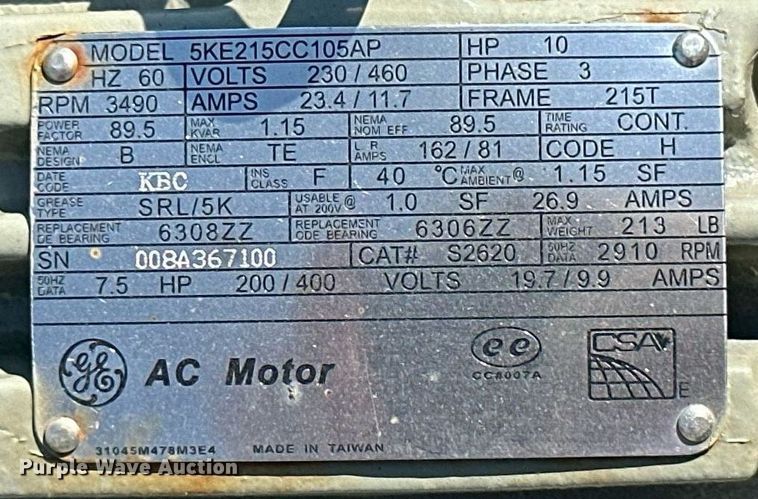 MODEL 5KE215CC105AP HP 10
HZ 60 VOLTS 230 / 460 PHASE 3
RPM 3490 AMPS 23.4 / 11.7 FRAME 215T
POWER FACTOR 89.5 MAX KVAR 1.15 NEMA NOM EFF 89.5 TIME RATING CONT.
NEMA DESIGN B NEMA ENCL TE L.R. AMPS 162 / 81 CODE H
DATE CODE KBC INS CLASS F 40 °C MAX AMBIENT@ 1.15 SF
GREASE TYPE SRL/5K USABLE @ AT 200V 1.0 SF 26.9 AMPS
REPLACEMENT DE BEARING 6308ZZ REPLACEMENT ODE BEARING 6306ZZ MAX WEIGHT 213 LB
SN 008A367100 CAT# S2620 50HZ DATA 2910 RPM
50HZ DATA 7.5 HP 200 / 400 VOLTS 19.7 / 9.9 AMPS
GE AC Motor ee CSA
CC8007A
E
31045M478M3E4 MADE IN TAIWAN
Purple Wave Auction